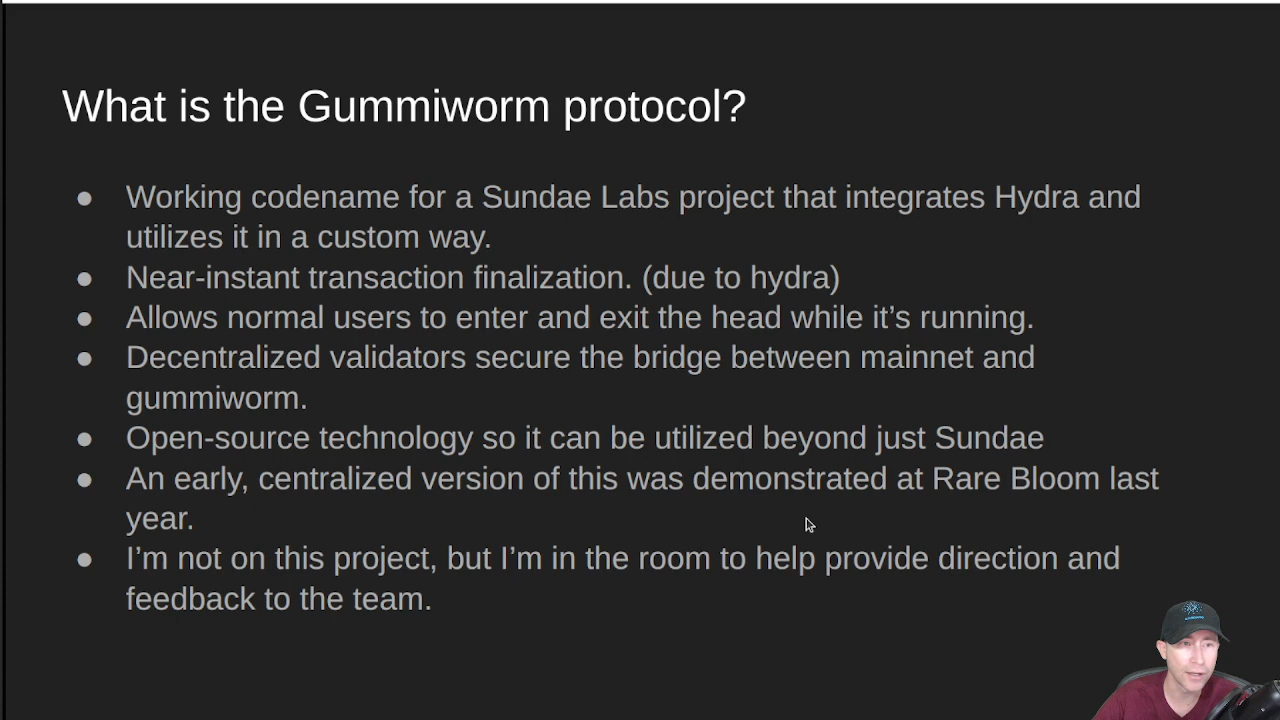 What is the Gummiworm protocol?
● Working codename for a Sundae Labs project that integrates Hydra and
utilizes it in a custom way.
● Near-instant transaction finalization. (due to hydra)
● Allows normal users to enter and exit the head while it’s running.
● Decentralized validators secure the bridge between mainnet and
gummiworm.
● Open-source technology so it can be utilized beyond just Sundae
● An early, centralized version of this was demonstrated at Rare Bloom last
year.
● I’m not on this project, but I’m in the room to help provide direction and
feedback to the team.